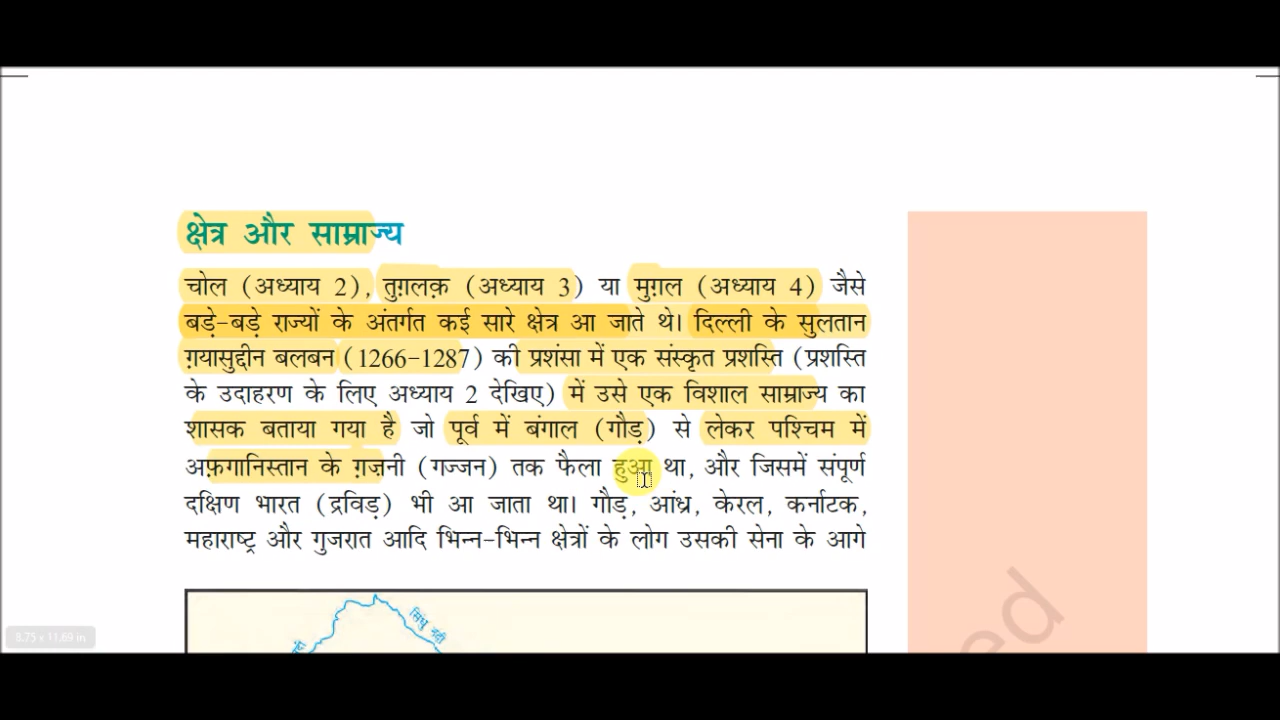 क्षेत्र और साम्राज्य
चोल (अध्याय 2), तुग़लक़ (अध्याय 3) या मुग़ल (अध्याय 4) जैसे
बड़े-बड़े राज्यों के अंतर्गत कई सारे क्षेत्र आ जाते थे। दिल्ली के सुलतान
ग़यासुद्दीन बलबन (1266-1287) की प्रशंसा में एक संस्कृत प्रशस्ति (प्रशस्ति
के उदाहरण के लिए अध्याय 2 देखिए) में उसे एक विशाल साम्राज्य का
शासक बताया गया है जो पूर्व में बंगाल (गौड़) से लेकर पश्चिम में
अफ़गानिस्तान के ग़ज़नी (गज्जन) तक फैला हुआ था, और जिसमें संपूर्ण
दक्षिण भारत (द्रविड़) भी आ जाता था। गौड़, आंध्र, केरल, कर्नाटक,
महाराष्ट्र और गुजरात आदि भिन्न-भिन्न क्षेत्रों के लोग उसकी सेना के आगे
सिंधु नदी
8.75 x 11.69 in
ed